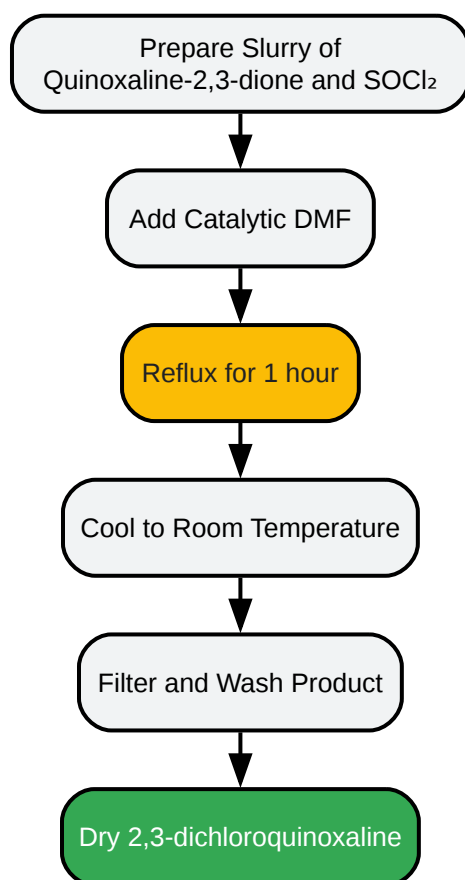 Prepare Slurry of
Quinoxaline-2,3-dione and SOCl₂
Add Catalytic DMF
Reflux for 1 hour
Cool to Room Temperature
Filter and Wash Product
Dry 2,3-dichloroquinoxaline